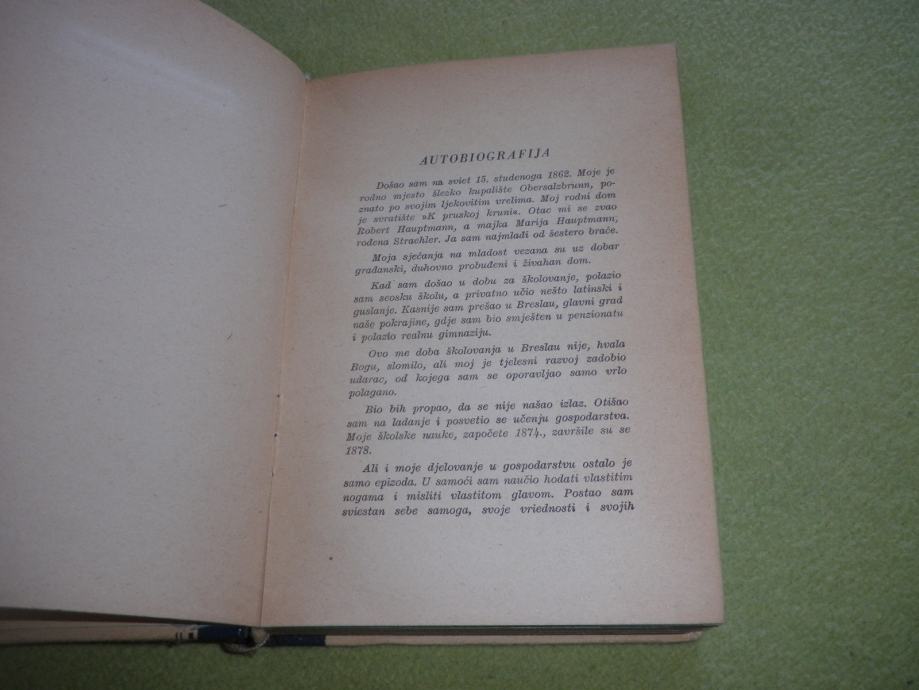 AUTOBIOGRAFIJA
Došao sam na sviet 15. studenoga 1862. Moje je
rodno mjesto šlezko kupalište Obersalzbrunn, po-
znato po svojim ljekovitim vrelima. Moj rodni dom
je svratište »K pruskoj kruni«. Otac mi se zvao
Robert Hauptmann, a majka Marija Hauptmann,
rođena Straehler. Ja sam najmlađi od šestero braće.
Moja sjećanja na mladost vezana su uz dobar
građanski, duhovno probuđeni i živahan dom.
Kad sam došao u dobu za školovanje, polazio
sam seosku školu, a privatno učio nešto latinski i
guslanje. Kasnije sam prešao u Breslau, glavni grad
naše pokrajine, gdje sam bio smješten u penzionatu
i polazio realnu gimnaziju.
Ovo me doba školovanja u Breslau nije, hvala
Bogu, slomilo, ali moj je tjelesni razvoj zadobio
udarac, od kojega sam se oporavljao samo vrlo
polagano.
Bio bih propao, da se nije našao izlaz. Otišao
sam na ladanje i posvetio se učenju gospodarstva.
Moje školske nauke, započete 1874., završile su se
1878.
Ali i moje djelovanje u gospodarstvu ostalo je
samo epizoda. U samoći sam naučio hodati vlastitim
nogama i misliti vlastitom glavom. Postao sam
sviestan sebe samoga, svoje vriednosti i svojih